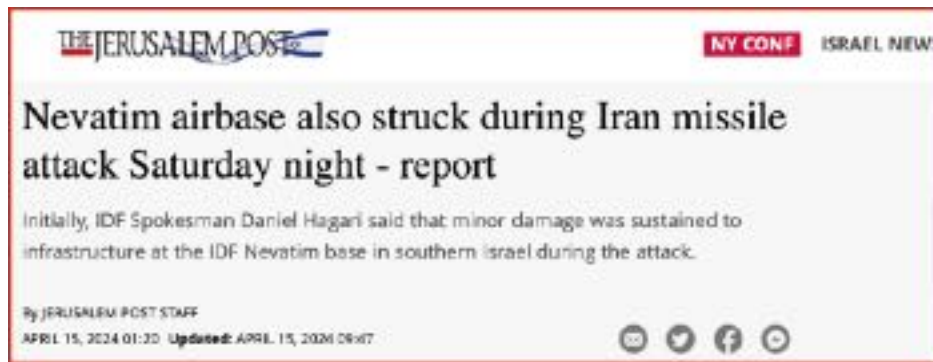 THE JERUSALEM POST
NY CONF ISRAEL NEWS
Nevatim airbase also struck during Iran missile
attack Saturday night - report
Initially, IDF Spokesman Daniel Hagari said that minor damage was sustained to
infrastructure at the IDF Nevatim base in southern Israel during the attack.
By JERUSALEM POST STAFF
APRIL 15, 2024 01:20 Updated: APRIL 15, 2024 09:47